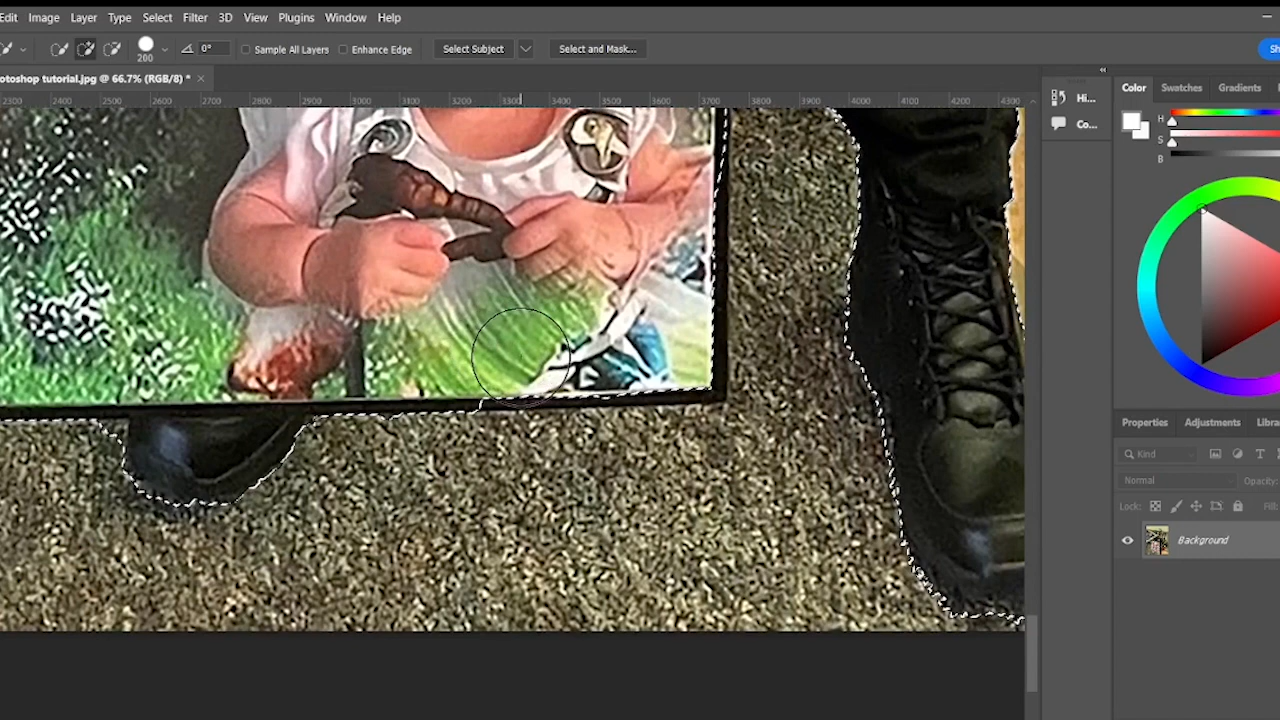 Edit Image Layer Type Select Filter 3D View Plugins Window Help
200 0° Sample All Layers Enhance Edge Select Subject Select and Mask... Sh
otoshop tutorial.jpg @ 66.7% (RGB/8) * ×
2300 2400 2500 2600 2700 2800 2900 3000 3100 3200 3300 3400 3500 3600 3700 3800 3900 4000 4100 4200 4300
Hi...
Co...
Color Swatches Gradients
H
S
B
Properties Adjustments Libra
Kind
Normal Opacity:
Lock: Fill:
Background